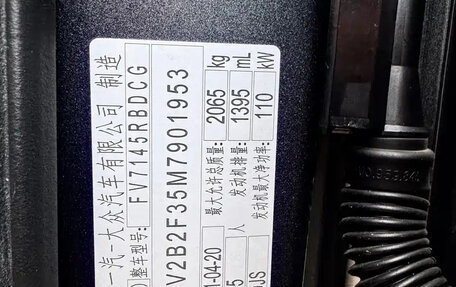 一汽-大众汽车有限公司 制造
整车型号: FV7145RBDCG
V2B2F35M7901953
1-04-20 最大允许总质量: 2065 kg
5 人 发动机排量: 1395 mL
JS 发动机最大净功率: 110 kW